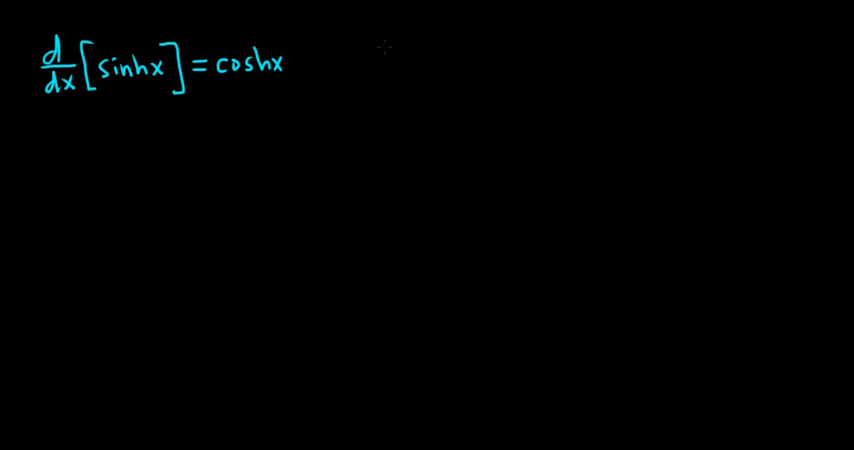 d/dx [sinhx] = coshx